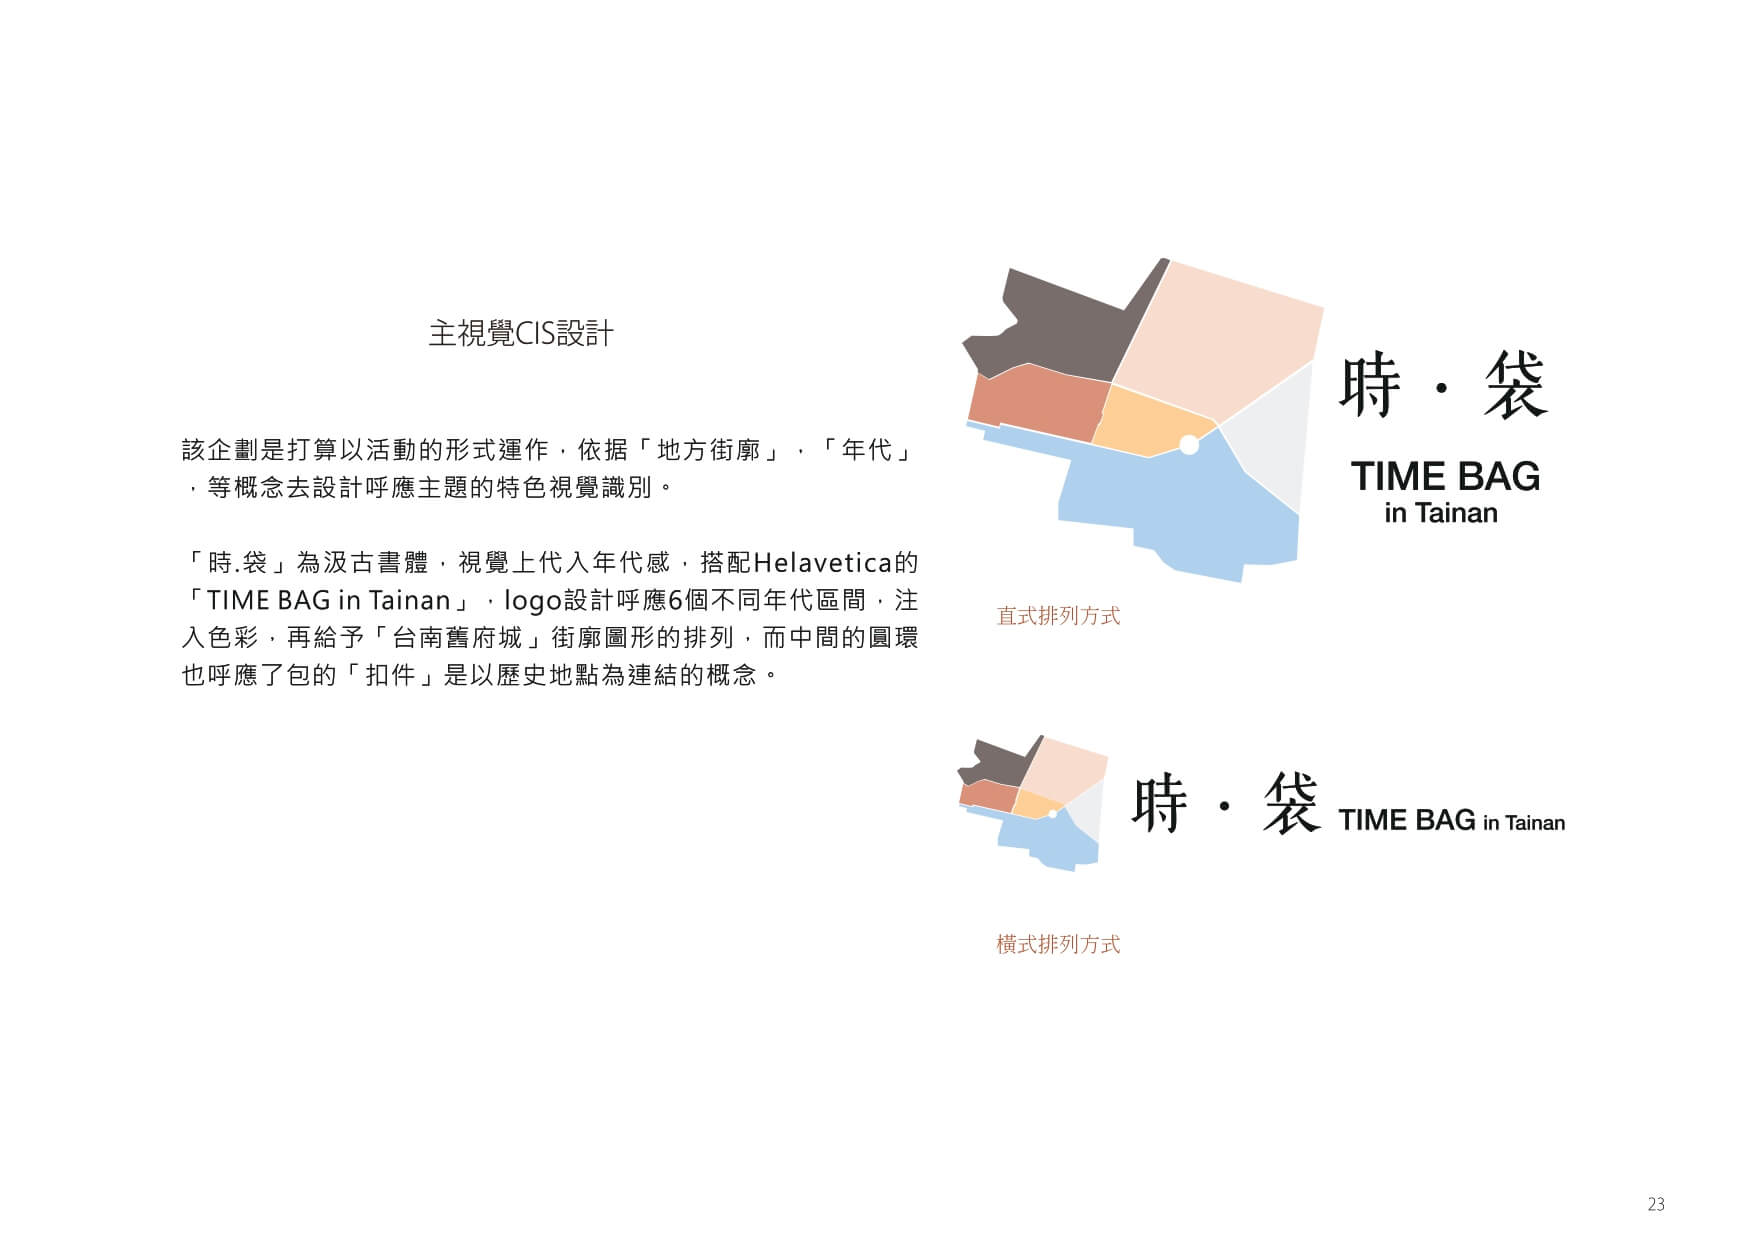 主視覺CIS設計
該企劃是打算以活動的形式運作，依据「地方街廓」，「年代」
，等概念去設計呼應主題的特色視覺識別。
「時.袋」為汲古書體，視覺上代入年代感，搭配Helavetica的
「TIME BAG in Tainan」，logo設計呼應6個不同年代區間，注
入色彩，再給予「台南舊府城」街廓圖形的排列，而中間的圓環
也呼應了包的「扣件」是以歷史地點為連結的概念。
時・袋
TIME BAG
in Tainan
直式排列方式
時・袋 TIME BAG in Tainan
橫式排列方式
23